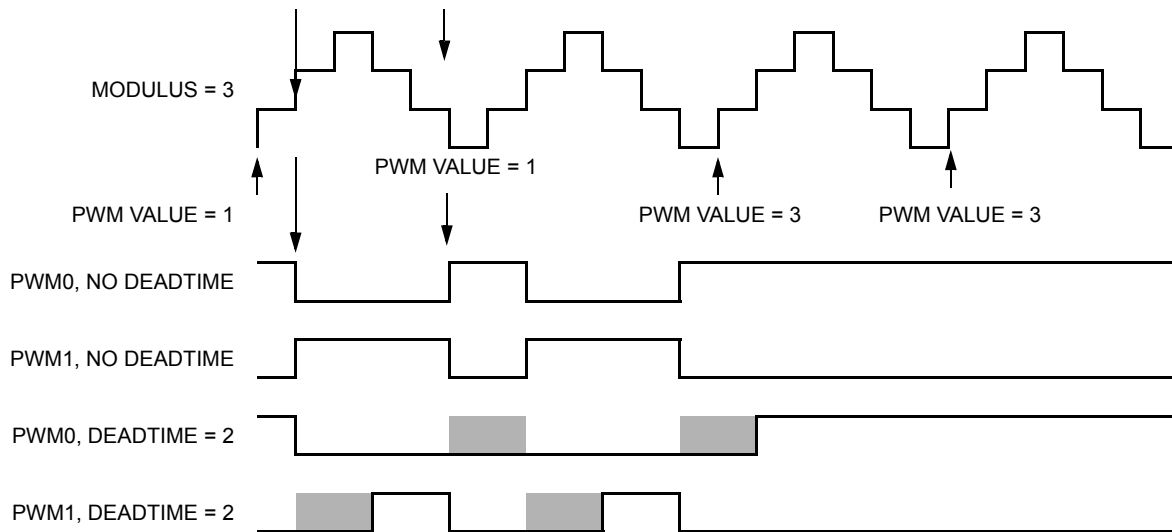 MODULUS = 3
PWM VALUE = 1
PWM VALUE = 1
PWM VALUE = 3
PWM VALUE = 3
PWM0, NO DEADTIME
PWM1, NO DEADTIME
PWM0, DEADTIME = 2
PWM1, DEADTIME = 2